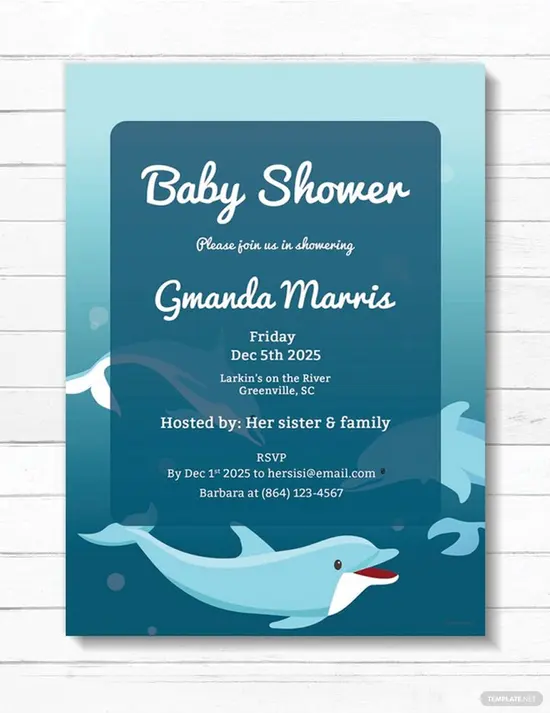 Baby Shower
Please join us in showering
Gmanda Marris
Friday
Dec 5th 2025
Larkin's on the River
Greenville, SC
Hosted by: Her sister & family
RSVP
By Dec 1st 2025 to hersisi@email.com
Barbara at (864) 123-4567
TEMPLATE.NET